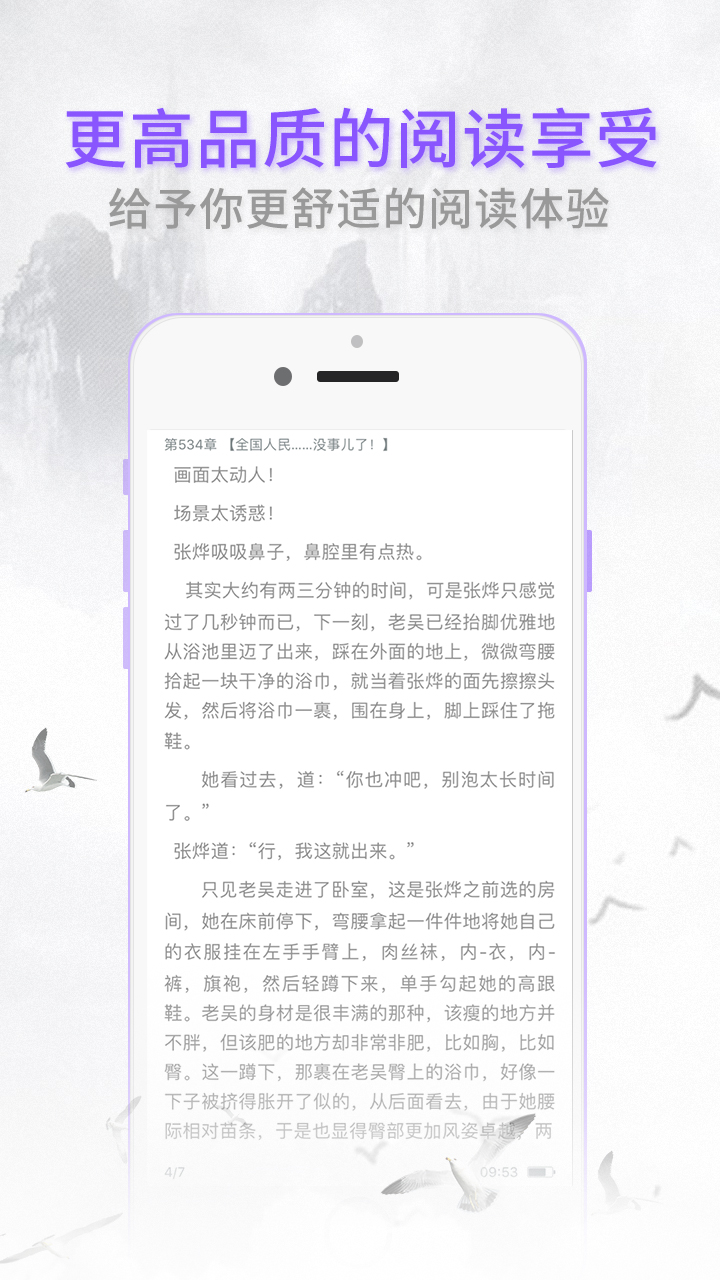 更高品质的阅读享受
给予你更舒适的阅读体验
第534章 【全国人民……没事儿了！】
画面太动人！
场景太诱惑！
张烨吸吸鼻子，鼻腔里有点热。
其实大约有两三分钟的时间，可是张烨只感觉
过了几秒钟而已，下一刻，老吴已经抬脚优雅地
从浴池里迈了出来，踩在外面的地上，微微弯腰
拾起一块干净的浴巾，就当着张烨的面先擦擦头
发，然后将浴巾一裹，围在身上，脚上踩住了拖
鞋。
她看过去，道：“你也冲吧，别泡太长时间
了。”
张烨道：“行，我这就出来。”
只见老吴走进了卧室，这是张烨之前选的房
间，她在床前停下，弯腰拿起一件件地将她自己
的衣服挂在左手手臂上，肉丝袜，内-衣，内-
裤，旗袍，然后轻蹲下来，单手勾起她的高跟
鞋。老吴的身材是很丰满的那种，该瘦的地方并
不胖，但该肥的地方却非常非肥，比如胸，比如
臀。这一蹲下，那裹在老吴臀上的浴巾，好像一
下子被挤得胀开了似的，从后面看去，由于她腰
际相对苗条，于是也显得臀部更加风姿卓越。两
4/7 09:53